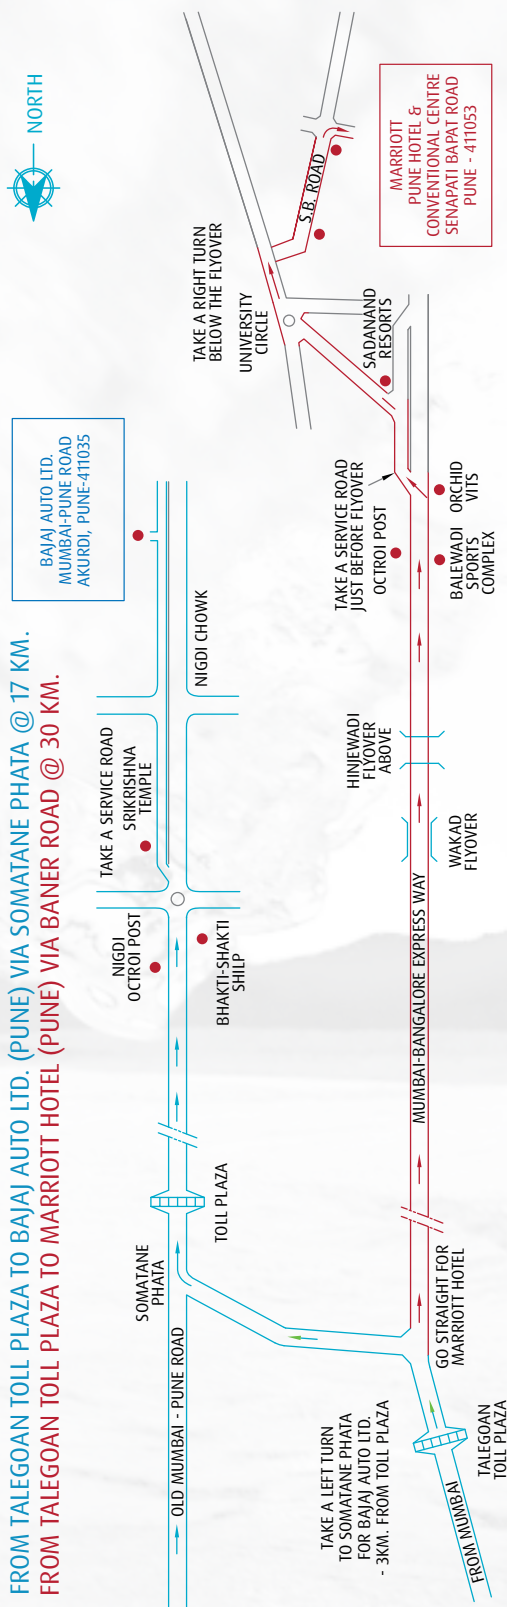 FROM TALEGOAN TOLL PLAZA TO BAJAJ AUTO LTD. (PUNE) VIA SOMATANE PHATA @ 17 KM.
FROM TALEGOAN TOLL PLAZA TO MARRIOTT HOTEL (PUNE) VIA BANER ROAD @ 30 KM.
NORTH
BAJAJ AUTO LTD.
MUMBAI-PUNE ROAD
AKURDI, PUNE-411035
SOMATANE
PHATA
OLD MUMBAI - PUNE ROAD
TOLL PLAZA
NIGDI
OCTROI POST
BHAKTI-SHAKTI
SHILP
TAKE A SERVICE ROAD
SRIKRISHNA
TEMPLE
NIGDI CHOWK
TAKE A RIGHT TURN
BELOW THE FLYOVER
UNIVERSITY
CIRCLE
S.B. ROAD
MARRIOTT
PUNE HOTEL &
CONVENTIONAL CENTRE
SENAPATI BAPAT ROAD
PUNE - 411053
TAKE A LEFT TURN
TO SOMATANE PHATA
FOR BAJAJ AUTO LTD.
- 3KM. FROM TOLL PLAZA
FROM MUMBAI
TALEGOAN
TOLL PLAZA
GO STRAIGHT FOR
MARRIOTT HOTEL
MUMBAI-BANGALORE EXPRESS WAY
WAKAD
FLYOVER
HINJEWADI
FLYOVER
ABOVE
TAKE A SERVICE ROAD
JUST BEFORE FLYOVER
OCTROI POST
BALEWADI
SPORTS
COMPLEX
ORCHID
VITS
SADANAND
RESORTS